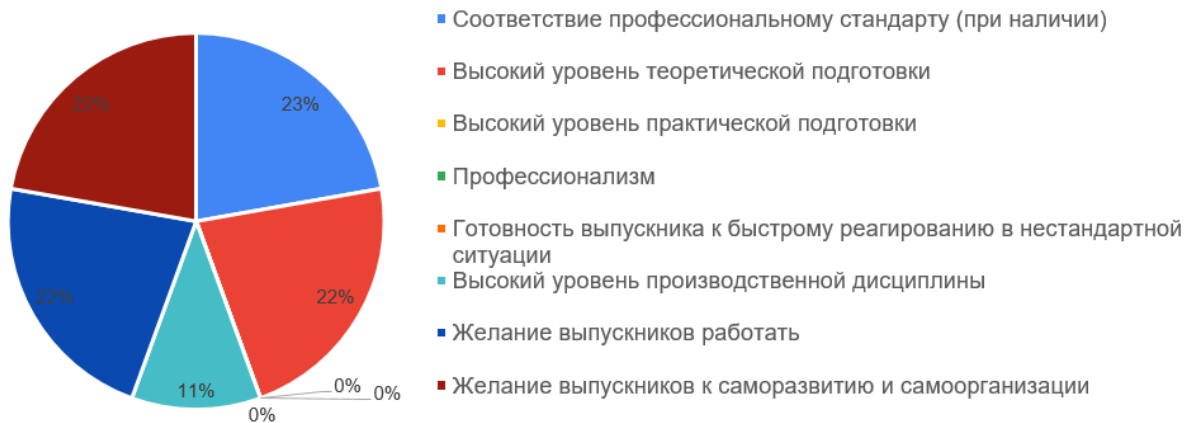 Соответствие профессиональному стандарту (при наличии)
Высокий уровень теоретической подготовки
Высокий уровень практической подготовки
Профессионализм
Готовность выпускника к быстрому реагированию в нестандартной
ситуации
Высокий уровень производственной дисциплины
Желание выпускников работать
Желание выпускников к саморазвитию и самоорганизации
22%
23%
22%
22%
11%
0%
0%
0%